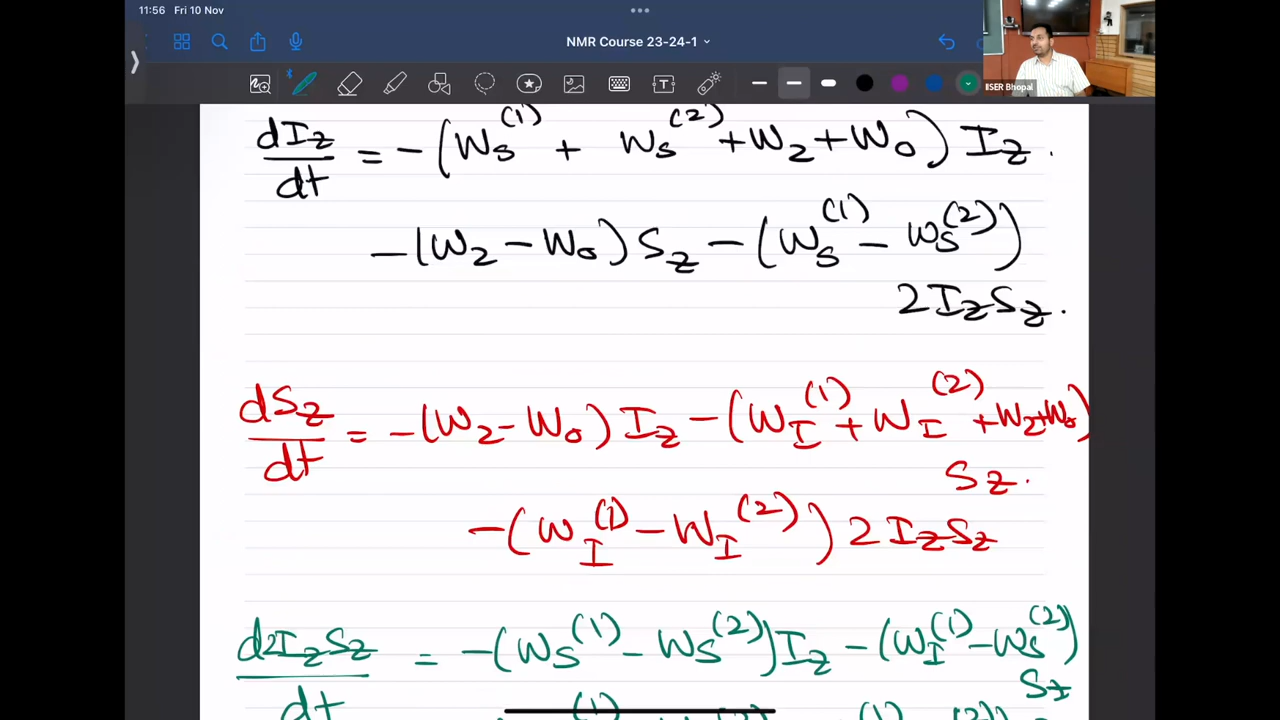 11:56 Fri 10 Nov
NMR Course 23-24-1
IISER Bhopal
dIz/dt = -(Ws^(1) + Ws^(2) + W2 + W0) Iz.
-(W2 - W0) Sz - (Ws^(1) - Ws^(2))
2IzSz.
dSz/dt = -(W2 - W0) Iz - (WI^(1) + WI^(2) + W2 + W0)
Sz.
-(WI^(1) - WI^(2)) 2IzSz
d2IzSz/dt = -(Ws^(1) - Ws^(2)) Iz - (WI^(1) - Ws^(2))
Sz